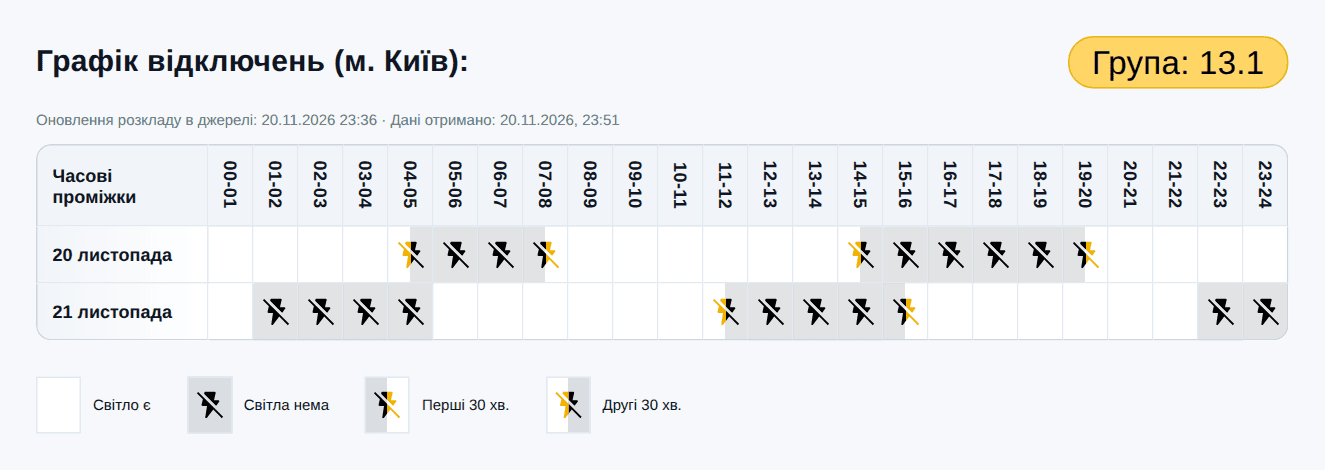 Графік відключень (м. Київ):
Група: 13.1
Оновлення розкладу в джерелі: 20.11.2026 23:36 · Дані отримано: 20.11.2026, 23:51
Часові
проміжки
00-01
01-02
02-03
03-04
04-05
05-06
06-07
07-08
08-09
09-10
10-11
11-12
12-13
13-14
14-15
15-16
16-17
17-18
18-19
19-20
20-21
21-22
22-23
23-24
20 листопада
21 листопада
Світло є
Світла нема
Перші 30 хв.
Другі 30 хв.